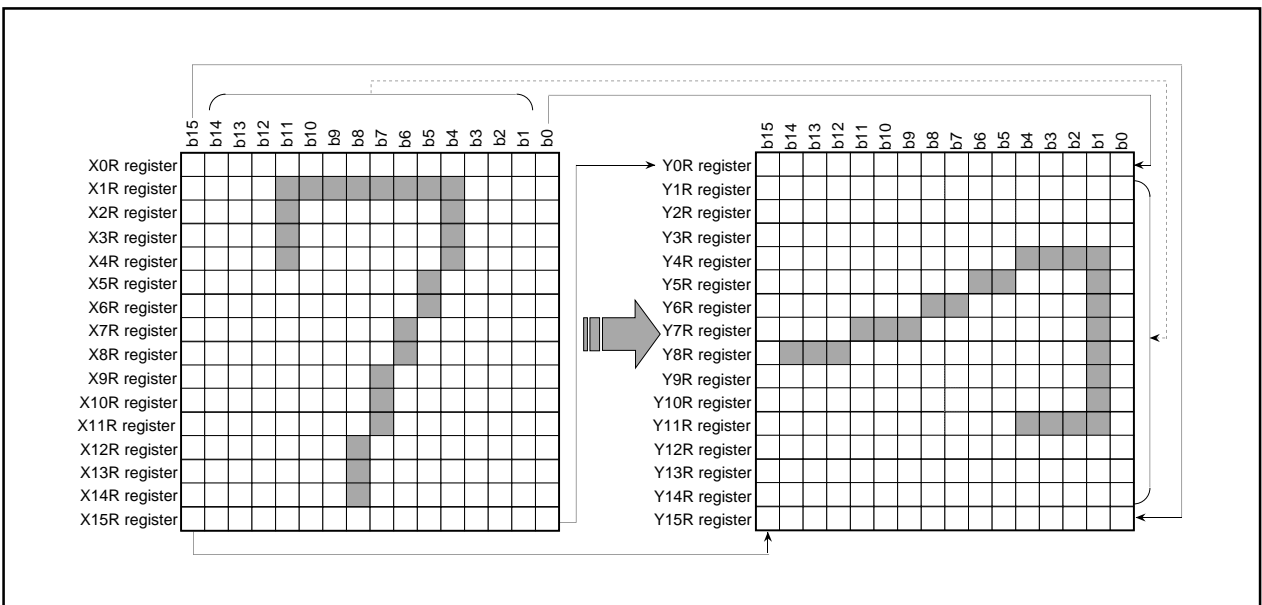 b15 b14 b13 b12 b11 b10 b9 b8 b7 b6 b5 b4 b3 b2 b1 b0
X0R register
X1R register
X2R register
X3R register
X4R register
X5R register
X6R register
X7R register
X8R register
X9R register
X10R register
X11R register
X12R register
X13R register
X14R register
X15R register
b15 b14 b13 b12 b11 b10 b9 b8 b7 b6 b5 b4 b3 b2 b1 b0
Y0R register
Y1R register
Y2R register
Y3R register
Y4R register
Y5R register
Y6R register
Y7R register
Y8R register
Y9R register
Y10R register
Y11R register
Y12R register
Y13R register
Y14R register
Y15R register